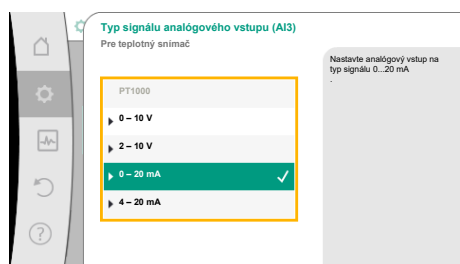 Typ signálu analógového vstupu (AI3)
Pre teplotný snímač
PT1000
0 – 10 V
2 – 10 V
0 – 20 mA
4 – 20 mA
Nastavte analógový vstup na
typ signálu 0...20 mA
.